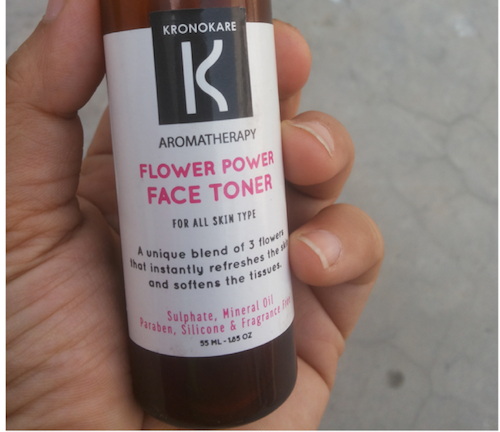 KRONOKARE
K
AROMATHERAPY
FLOWER POWER
FACE TONER
FOR ALL SKIN TYPE
A unique blend of 3 flowers
that instantly refreshes the
and softens the tissues.
Sulphate, Mineral Oil
Paraben, Silicone & Fragrance
55 ML - 1.85 OZ